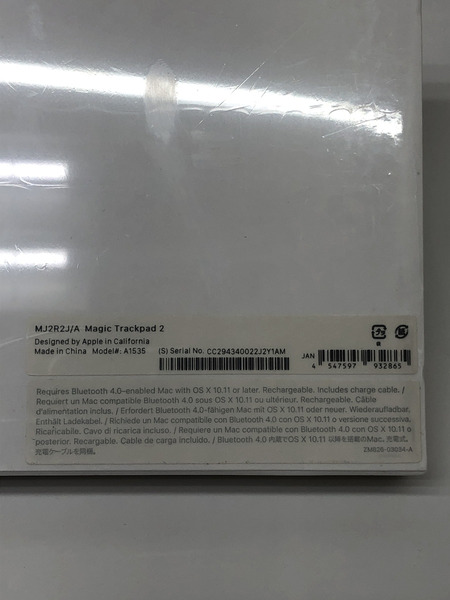 MJ2R2J/A Magic Trackpad 2
Designed by Apple in California
Made in China Model#: A1535
(S) Serial No. CC294340022J2Y1AM
JAN
4 547597 932865
Requires Bluetooth 4.0-enabled Mac with OS X 10.11 or later. Rechargeable. Includes charge cable. /
Requiert un Mac compatible Bluetooth 4.0 sous OS X 10.11 ou ultérieur. Rechargeable. Câble
d'alimentation inclus. / Erfordert Bluetooth 4.0-fähigen Mac mit OS X 10.11 oder neuer. Wiederaufladbar.
Enthält Ladekabel. / Richiede un Mac compatibile con Bluetooth 4.0 con OS X 10.11 o versione successiva.
Ricaricabile. Cavo di ricarica incluso. / Requiere un Mac compatible con Bluetooth 4.0 con OS X 10.11 o
posterior. Recargable. Cable de carga incluido. / Bluetooth 4.0 内蔵でOS X 10.11 以降を搭載のMac。充電式。
充電ケーブルを同梱。
ZM828-03034-A